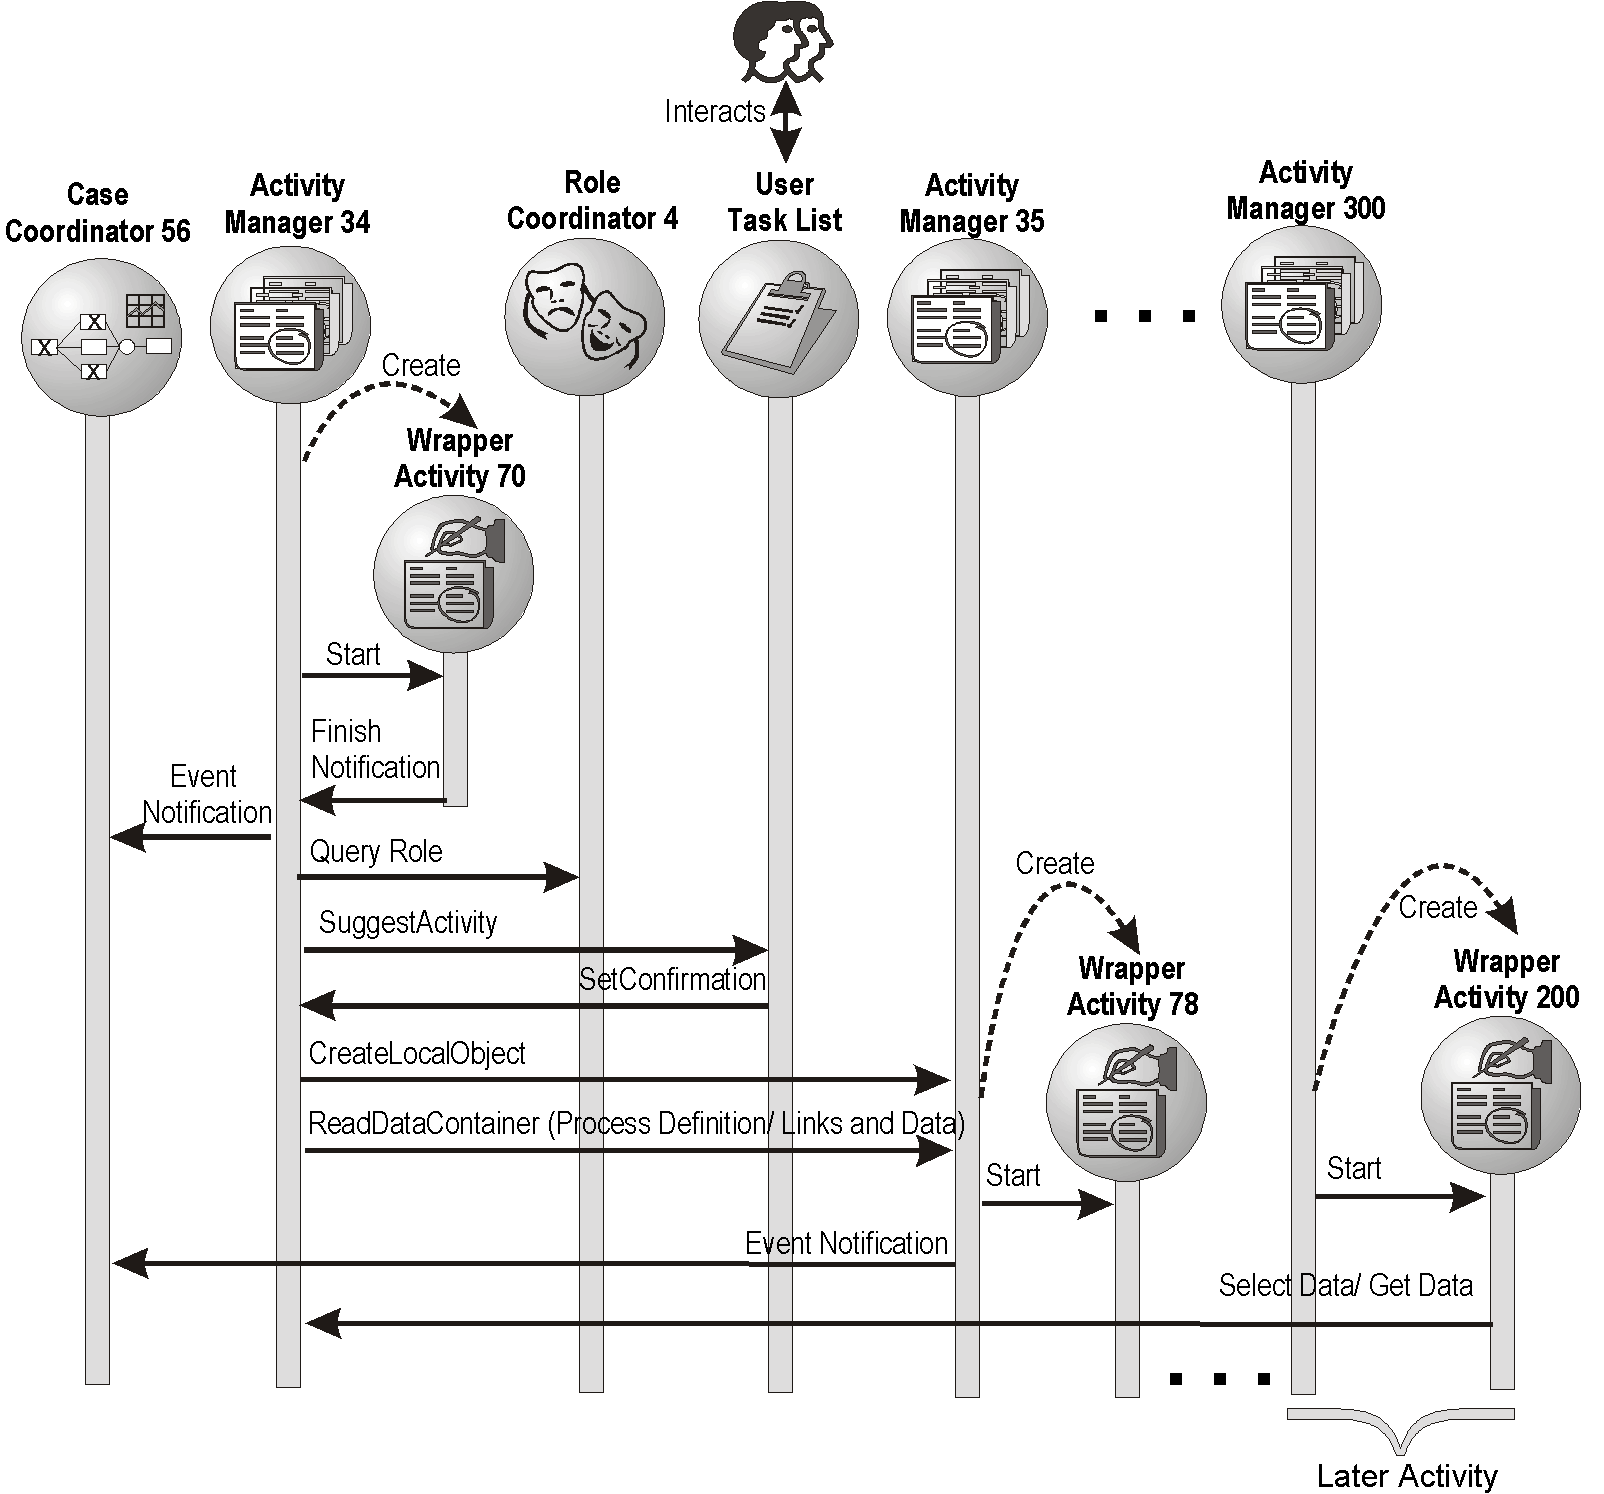 Interacts
Case
Coordinator 56
Activity
Manager 34
Role
Coordinator 4
User
Task List
Activity
Manager 35
Activity
Manager 300
X
X
X
Create
Wrapper
Activity 70
Start
Finish
Notification
Event
Notification
Query Role
SuggestActivity
SetConfirmation
CreateLocalObject
ReadDataContainer (Process Definition/ Links and Data)
Create
Wrapper
Activity 78
Create
Wrapper
Activity 200
Start
Start
Event Notification
Select Data/ Get Data
Later Activity